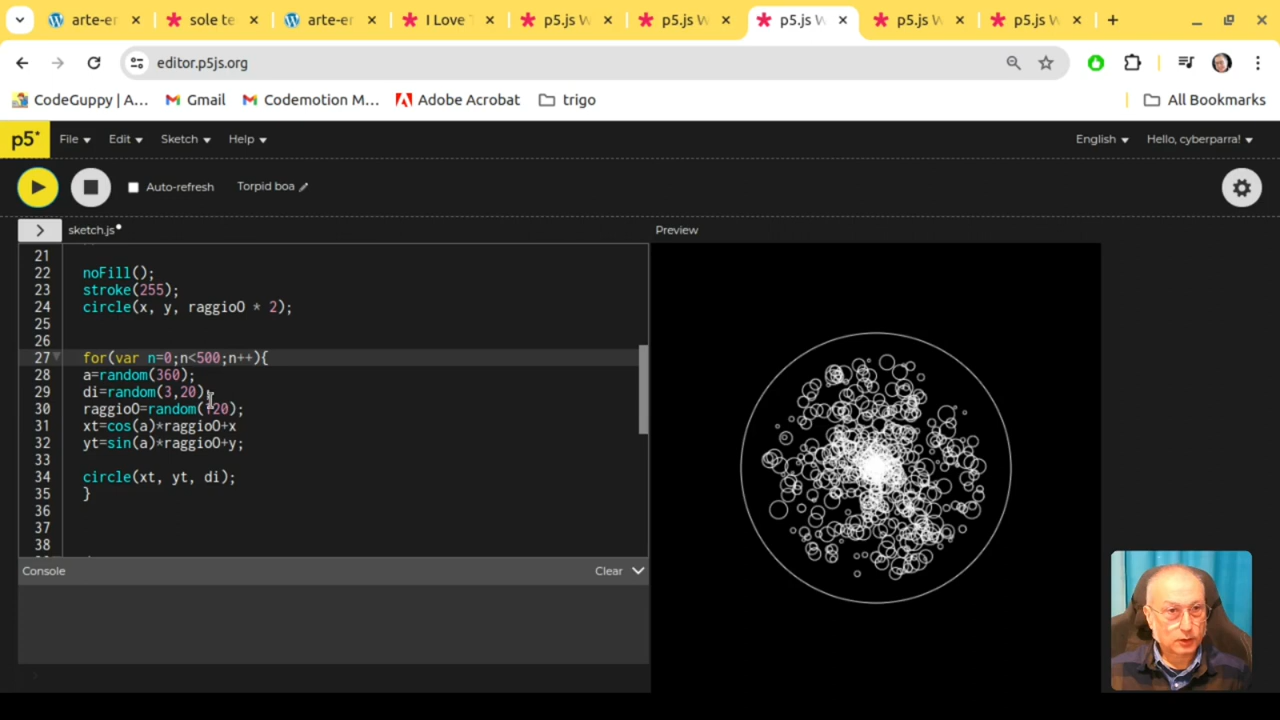 arte-er
sole te
arte-er
I Love T
p5.js W
p5.js W
p5.js W
p5.js W
p5.js W
editor.p5js.org
CodeGuppy | A...
Gmail
Codemotion M...
Adobe Acrobat
trigo
All Bookmarks
p5*
File
Edit
Sketch
Help
English
Hello, cyberparra!
Auto-refresh
Torpid boa
sketch.js
Preview
21
22 noFill();
23 stroke(255);
24 circle(x, y, raggioO * 2);
25
26
27 for(var n=0;n<500;n++){
28 a=random(360);
29 di=random(3,20);
30 raggioO=random(120);
31 xt=cos(a)*raggioO+x
32 yt=sin(a)*raggioO+y;
33
34 circle(xt, yt, di);
35 }
36
37
38
Console
Clear